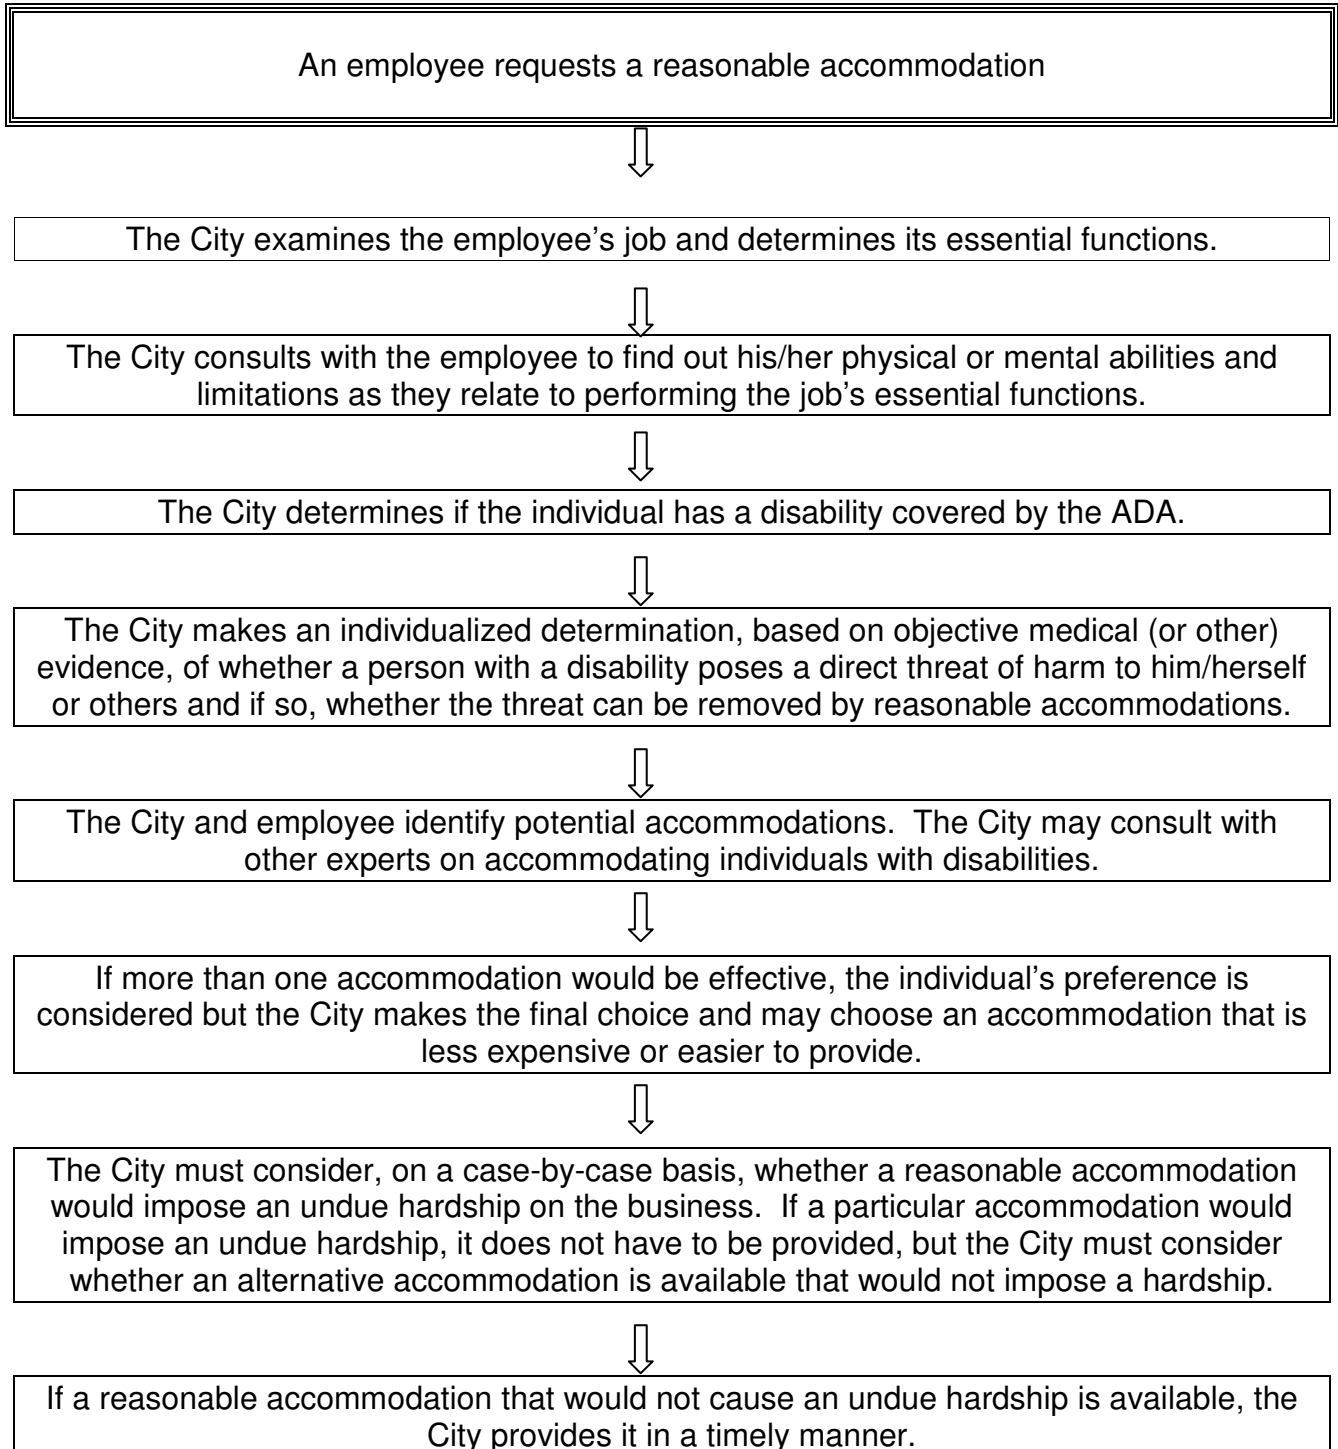 An employee requests a reasonable accommodation
The City examines the employee's job and determines its essential functions.
The City consults with the employee to find out his/her physical or mental abilities and
limitations as they relate to performing the job's essential functions.
The City determines if the individual has a disability covered by the ADA.
The City makes an individualized determination, based on objective medical (or other)
evidence, of whether a person with a disability poses a direct threat of harm to him/herself
or others and if so, whether the threat can be removed by reasonable accommodations.
The City and employee identify potential accommodations.  The City may consult with
other experts on accommodating individuals with disabilities.
If more than one accommodation would be effective, the individual's preference is
considered but the City makes the final choice and may choose an accommodation that is
less expensive or easier to provide.
The City must consider, on a case-by-case basis, whether a reasonable accommodation
would impose an undue hardship on the business.  If a particular accommodation would
impose an undue hardship, it does not have to be provided, but the City must consider
whether an alternative accommodation is available that would not impose a hardship.
If a reasonable accommodation that would not cause an undue hardship is available, the
City provides it in a timely manner.